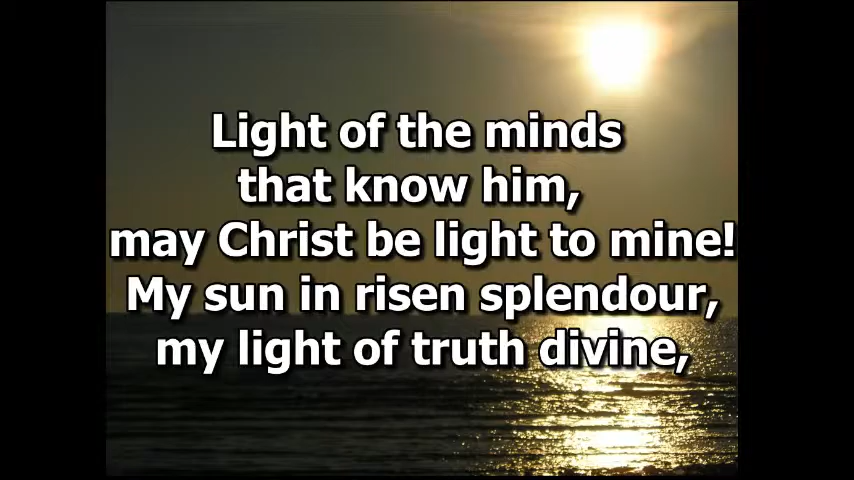 Light of the minds
that know him,
may Christ be light to mine!
My sun in risen splendour,
my light of truth divine,